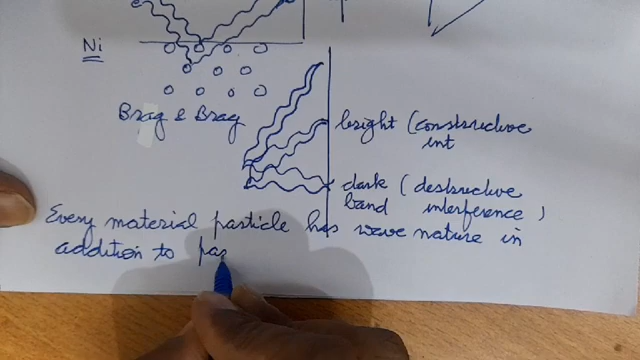 Ni
Brag & Brag
bright (constructive
int
dark (destructive
band interference)
Every material particle has wave nature in
addition to pa